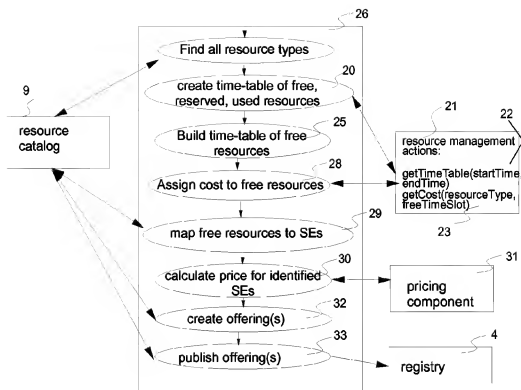 26
Find all resource types
9
20
create time-table of free,
reserved, used resources
resource
catalog
25
21
22
Build time-table of free
resources
resource management
actions:
28
getTimeTable(startTime,
endTime)
Assign cost to free resources
getCost(resourceType,
freeTimeSlot)
29
23
map free resources to SEs
30
31
calculate price for identified
SEs
pricing
component
32
create offering(s)
33
4
publish offering(s)
registry